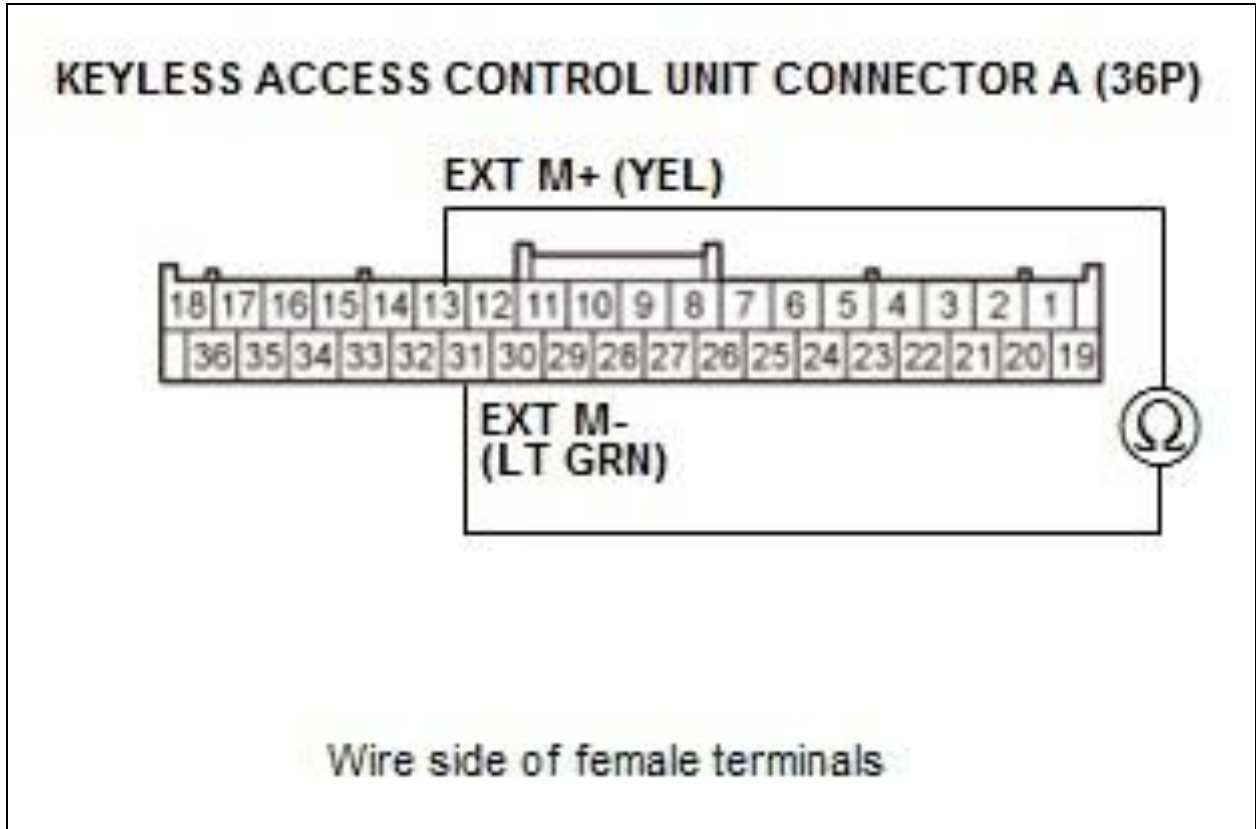 KEYLESS ACCESS CONTROL UNIT CONNECTOR A (36P)
EXT M+ (YEL)
18 17 16 15 14 13 12 11 10 9 8 7 6 5 4 3 2 1
36 35 34 33 32 31 30 29 28 27 26 25 24 23 22 21 20 19
EXT M-
(LT GRN)
Ω
Wire side of female terminals